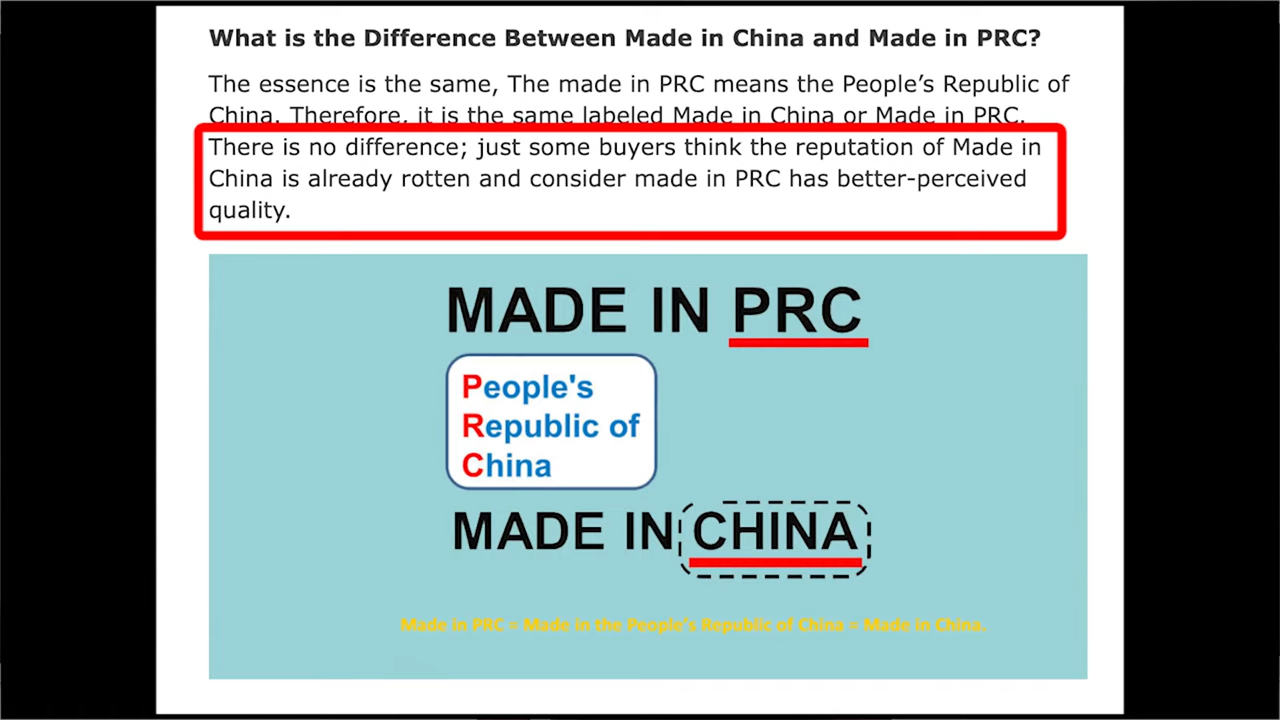 What is the Difference Between Made in China and Made in PRC?
The essence is the same, The made in PRC means the People’s Republic of
China. Therefore, it is the same labeled Made in China or Made in PRC.
There is no difference; just some buyers think the reputation of Made in
China is already rotten and consider made in PRC has better-perceived
quality.
MADE IN PRC
People's
Republic of
China
MADE IN CHINA
Made in PRC = Made in the People's Republic of China = Made in China.